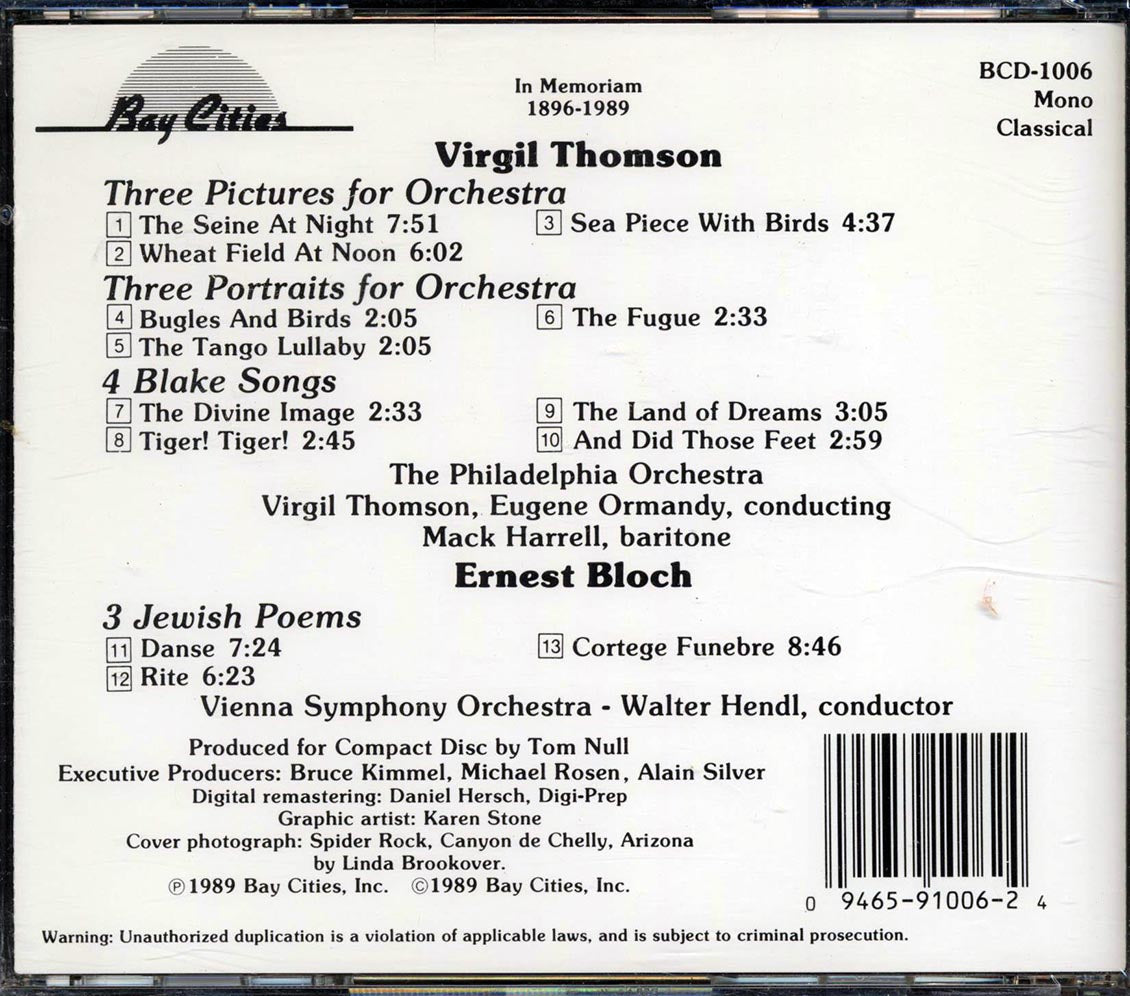 Bay Cities
In Memoriam
1896-1989
BCD-1006
Mono
Classical
Virgil Thomson
Three Pictures for Orchestra
1 The Seine At Night 7:51
3 Sea Piece With Birds 4:37
2 Wheat Field At Noon 6:02
Three Portraits for Orchestra
4 Bugles And Birds 2:05
6 The Fugue 2:33
5 The Tango Lullaby 2:05
4 Blake Songs
7 The Divine Image 2:33
9 The Land of Dreams 3:05
8 Tiger! Tiger! 2:45
10 And Did Those Feet 2:59
The Philadelphia Orchestra
Virgil Thomson, Eugene Ormandy, conducting
Mack Harrell, baritone
Ernest Bloch
3 Jewish Poems
11 Danse 7:24
13 Cortege Funebre 8:46
12 Rite 6:23
Vienna Symphony Orchestra - Walter Hendl, conductor
Produced for Compact Disc by Tom Null
Executive Producers: Bruce Kimmel, Michael Rosen, Alain Silver
Digital remastering: Daniel Hersch, Digi-Prep
Graphic artist: Karen Stone
Cover photograph: Spider Rock, Canyon de Chelly, Arizona
by Linda Brookover.
℗1989 Bay Cities, Inc. ©1989 Bay Cities, Inc.
0 9465-91006-2 4
Warning: Unauthorized duplication is a violation of applicable laws, and is subject to criminal prosecution.